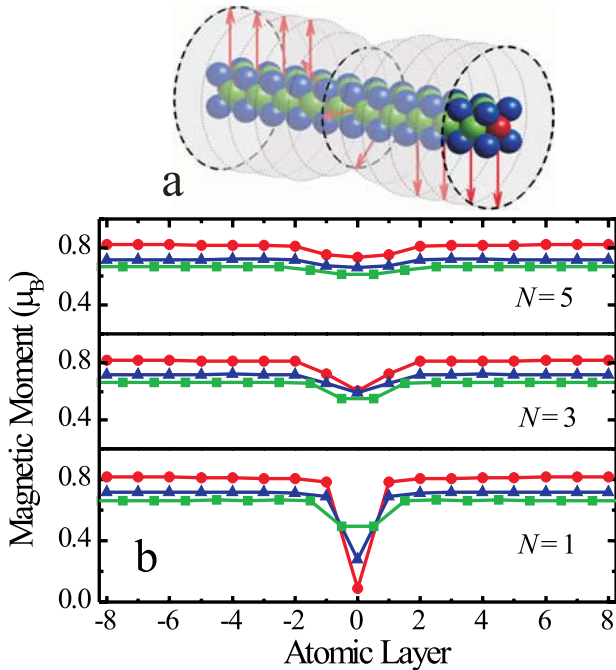 a
0.8
0.4
N=5
0.8
0.4
N=3
0.8
0.4
0.0
N=1
b
Magnetic Moment (μB)
-8 -6 -4 -2 0 2 4 6 8
Atomic Layer